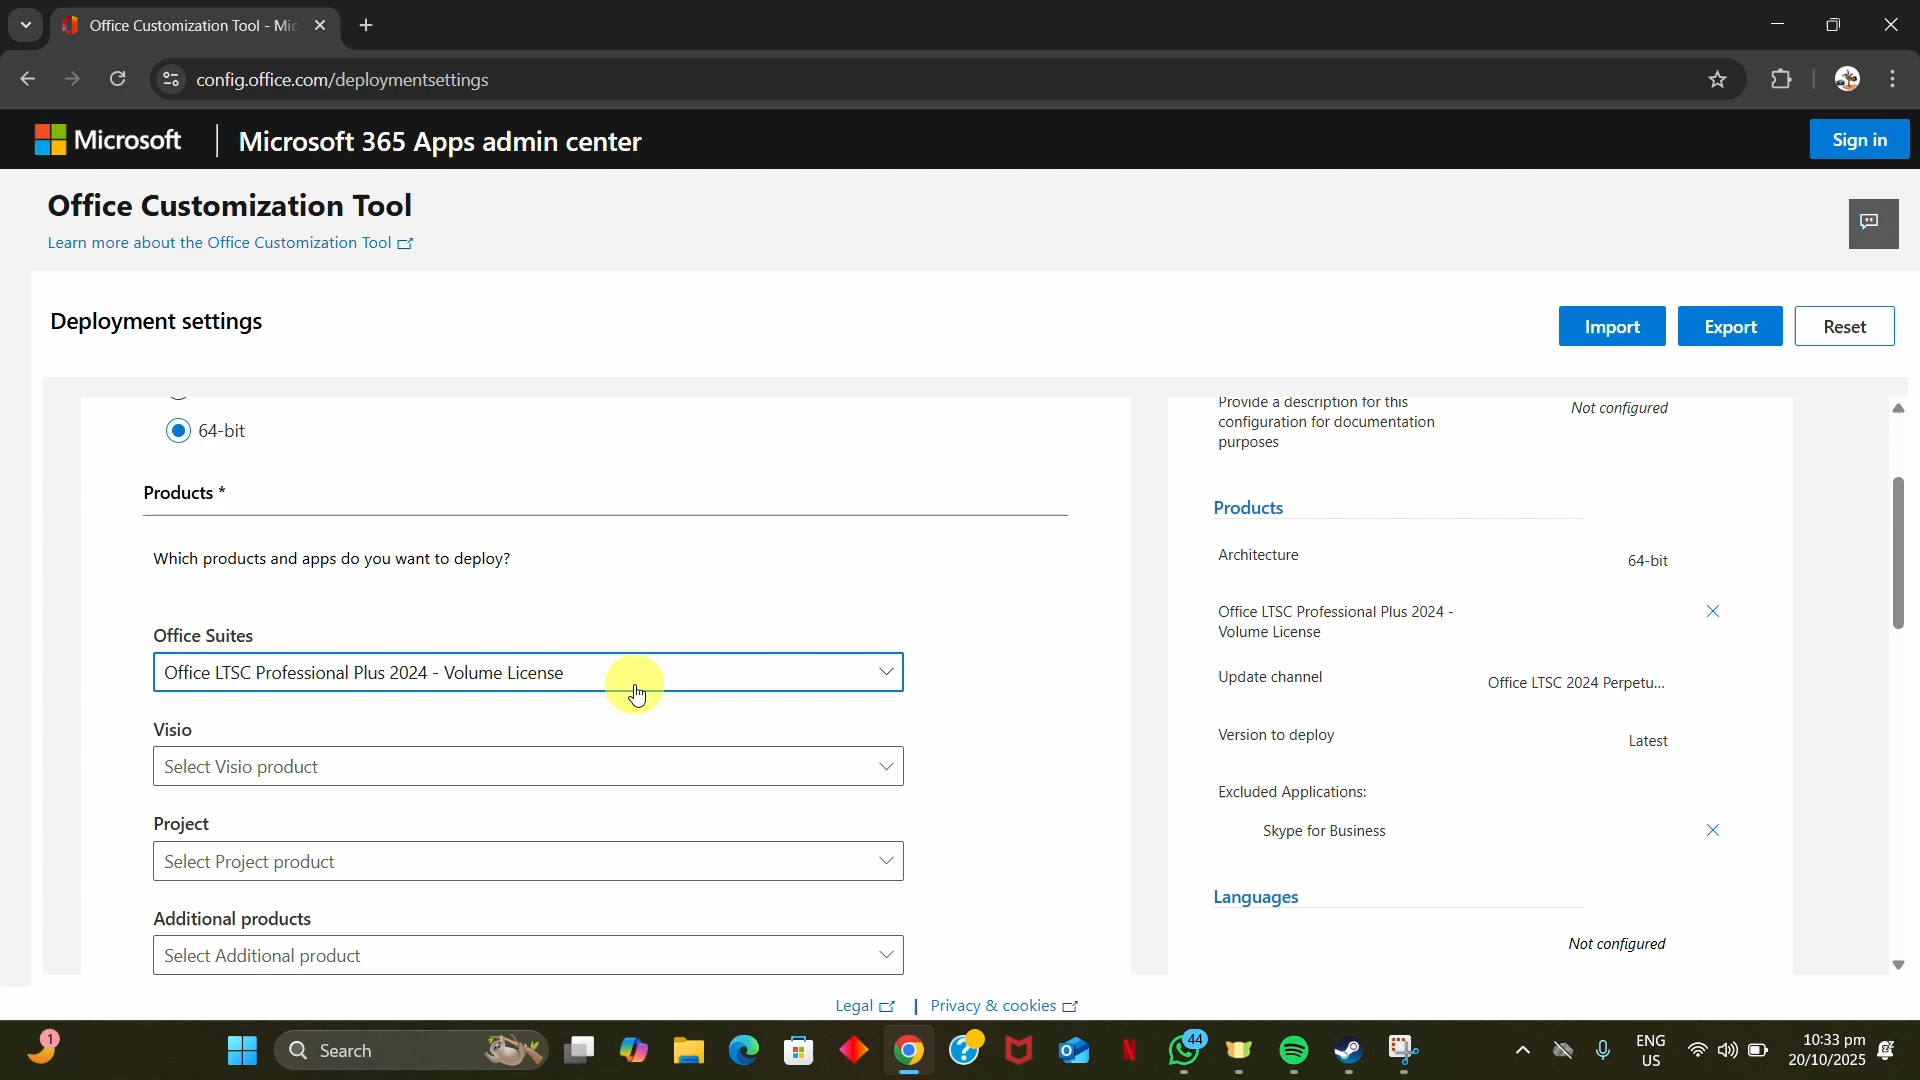 Office Customization Tool - Mic
config.office.com/deploymentsettings
Microsoft
Microsoft 365 Apps admin center
Sign in
Office Customization Tool
Learn more about the Office Customization Tool
Deployment settings
Import
Export
Reset
64-bit
Products *
Which products and apps do you want to deploy?
Office Suites
Office LTSC Professional Plus 2024 - Volume License
Visio
Select Visio product
Project
Select Project product
Additional products
Select Additional product
Provide a description for this
configuration for documentation
purposes
Not configured
Products
Architecture
64-bit
Office LTSC Professional Plus 2024 -
Volume License
Update channel
Office LTSC 2024 Perpetu...
Version to deploy
Latest
Excluded Applications:
Skype for Business
Languages
Not configured
Legal
Privacy & cookies
1
Search
44
ENG
US
10:33 pm
20/10/2025